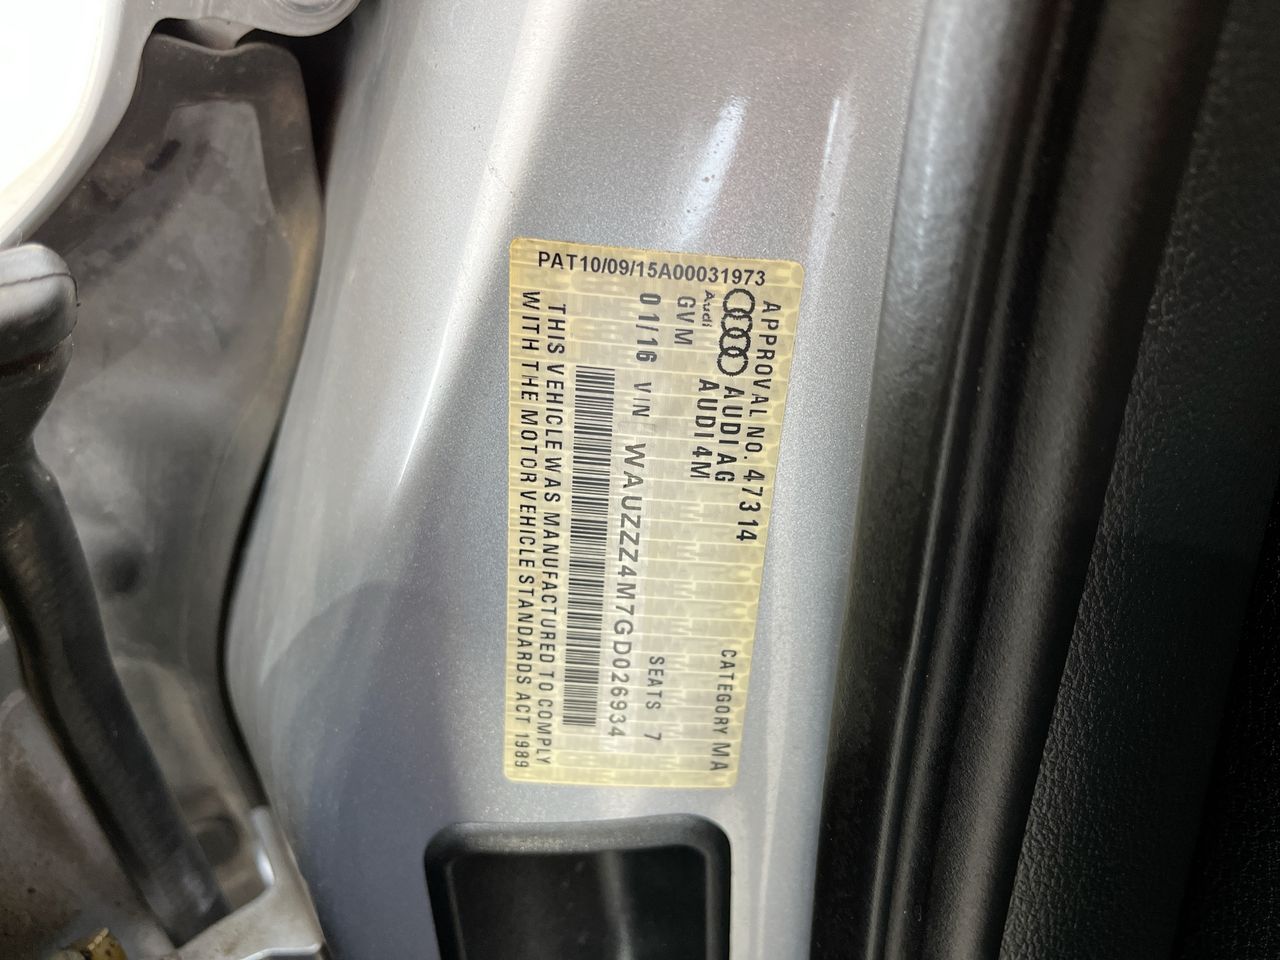 PAT10/09/15A00031973
APPROVAL NO. 47314 CATEGORY MA
AUDI AG
Audi AUDI 4M
GVM
01/16 VIN WAUZZZ4M7GD026934 SEATS 7
THIS VEHICLE WAS MANUFACTURED TO COMPLY
WITH THE MOTOR VEHICLE STANDARDS ACT 1989